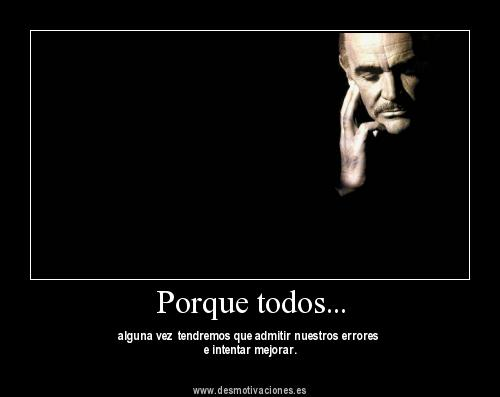 Porque todos...
alguna vez tendremos que admitir nuestros errores
e intentar mejorar.
www.desmotivaciones.es